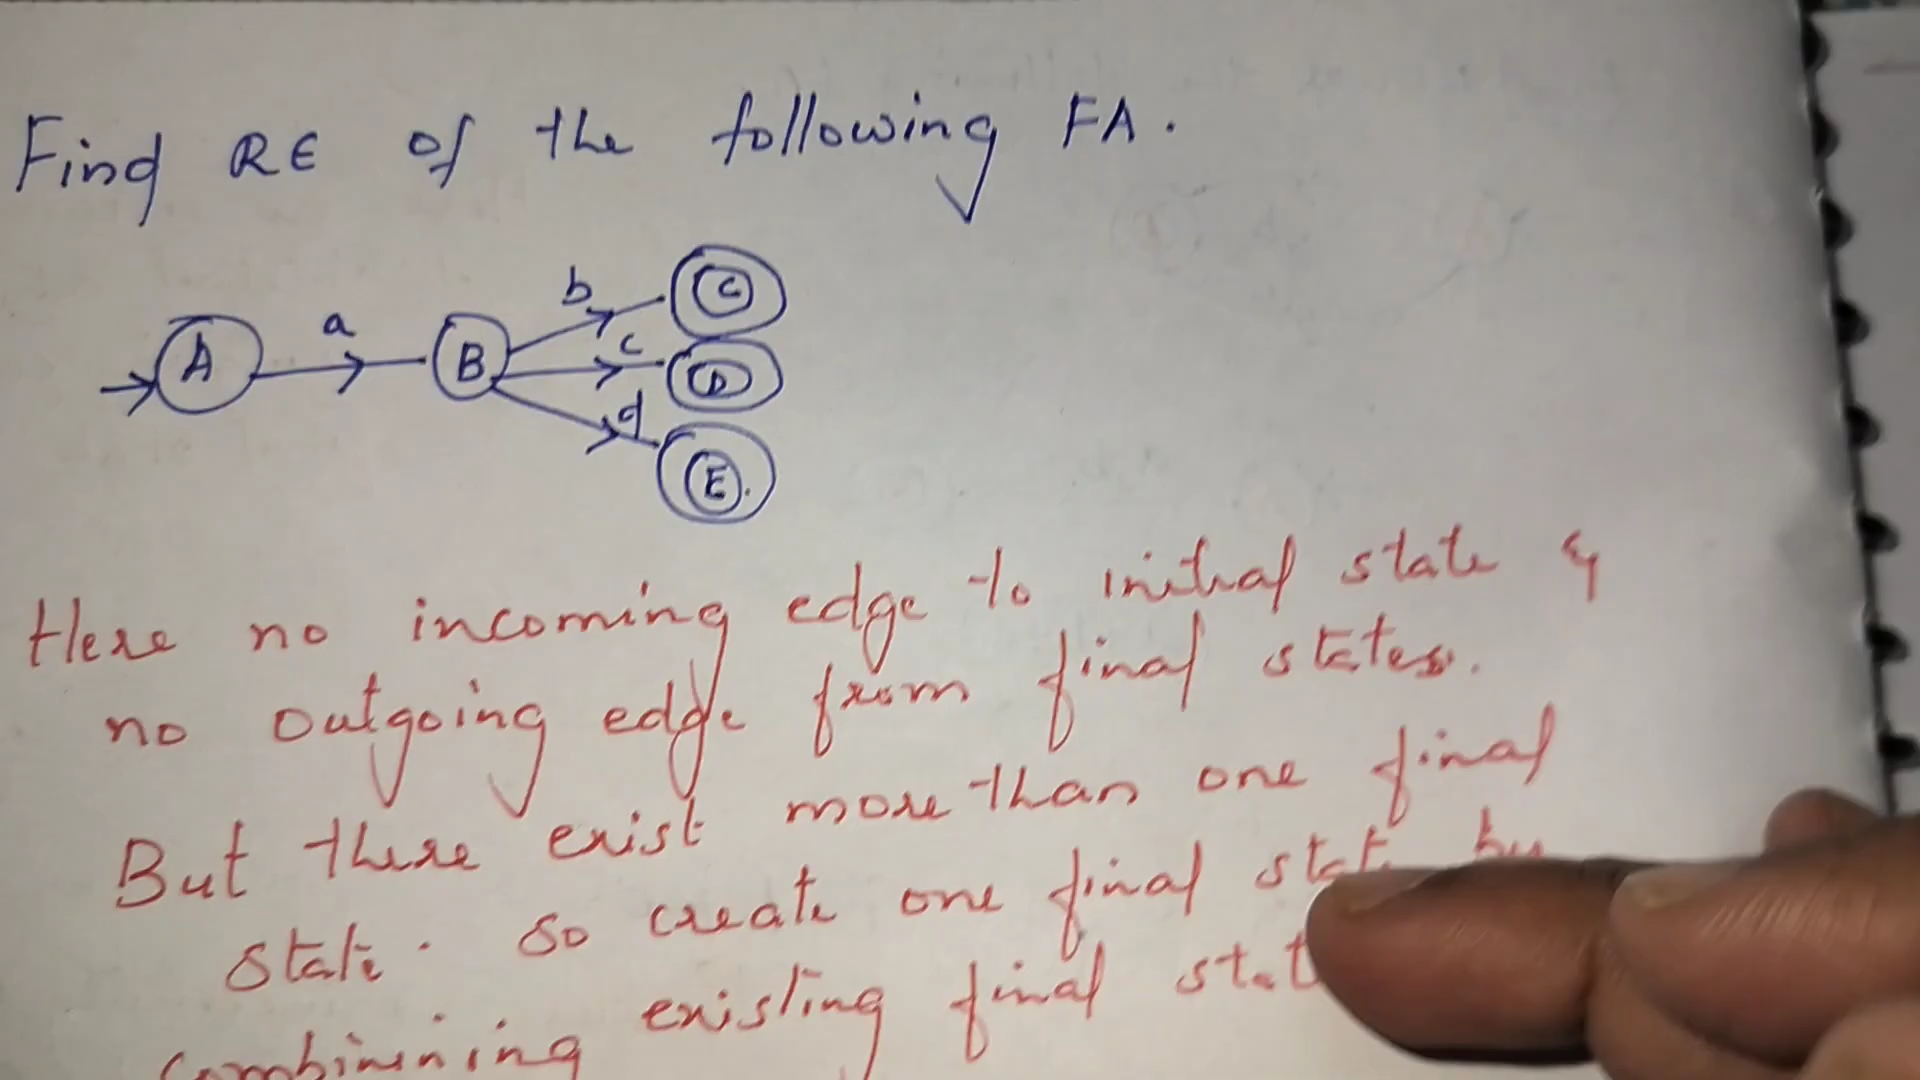 Find RE of the following FA.
a
b
c
d
A
B
C
D
E
Here no incoming edge to initial state &
no outgoing edge from final states.
But there exist more than one final
state. So create one final state by
combinining existing final